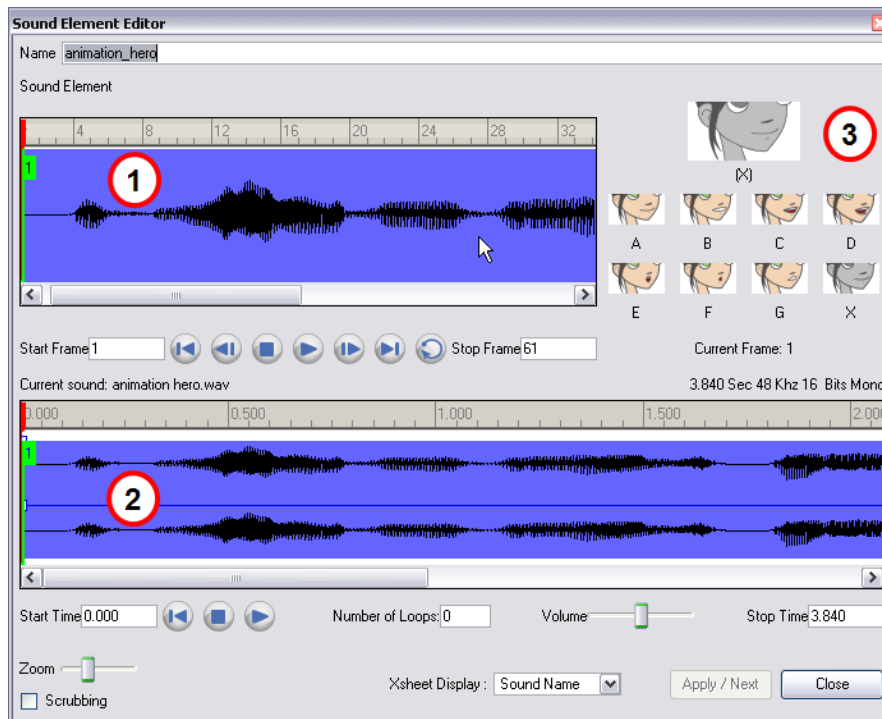 Sound Element Editor
Name animation_hero
Sound Element
4 8 12 16 20 24 28 32
1
1
3
(X)
A B C D
E F G X
Start Frame 1 Stop Frame 61 Current Frame: 1
Current sound: animation hero.wav 3.840 Sec 48 Khz 16 Bits Mono
0.000 0.500 1.000 1.500 2.000
1
2
Start Time 0.000 Number of Loops: 0 Volume Stop Time 3.840
Zoom
Scrubbing Xsheet Display : Sound Name Apply / Next Close